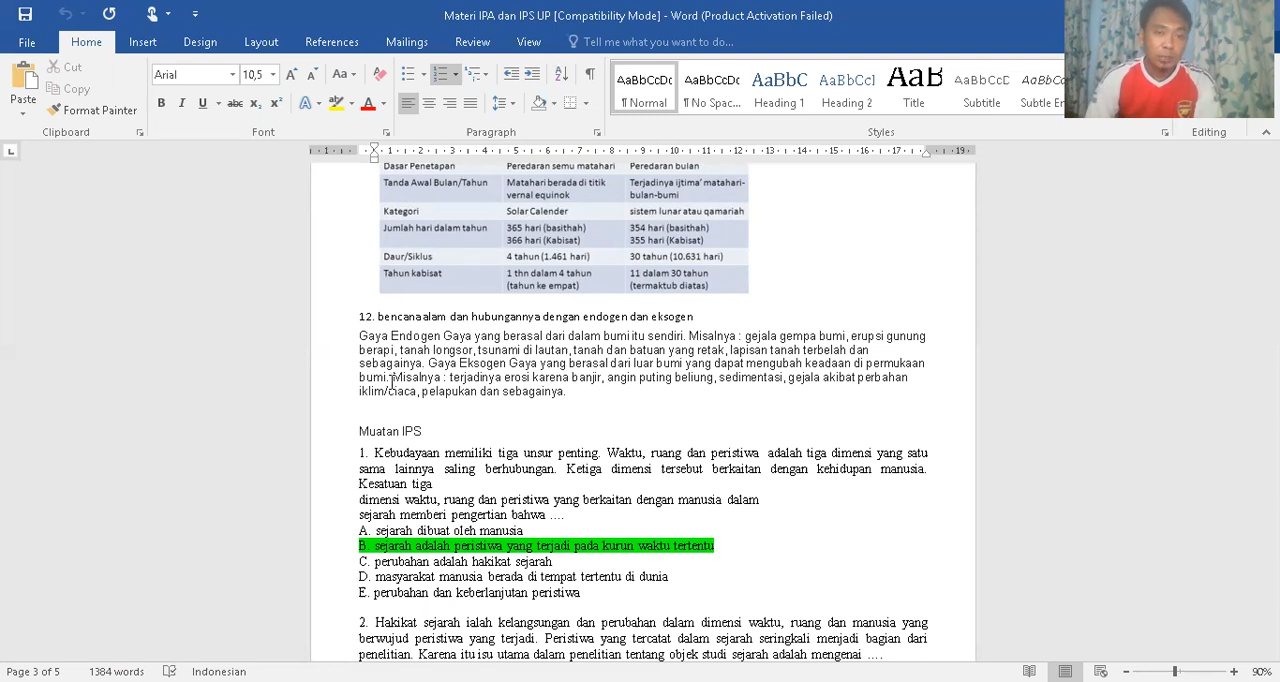 Materi IPA dan IPS UP [Compatibility Mode] - Word (Product Activation Failed)
File Home Insert Design Layout References Mailings Review View Tell me what you want to do...
Paste
Cut
Copy
Format Painter
Arial 10,5
AaBbCcDc AaBbCcDc AaBbC AaBbCcl AaB AaBbCcD AaBbCcDc
¶ Normal ¶ No Spac... Heading 1 Heading 2 Title Subtitle Subtle Em
Clipboard Font Paragraph Styles Editing
Dasar Penetapan Peredaran semu matahari Peredaran bulan
Tanda Awal Bulan/Tahun Matahari berada di titik Terjadinya ijtima' matahari-
vernal equinok bulan-bumi
Kategori Solar Calender sistem lunar atau qamariah
Jumlah hari dalam tahun 365 hari (basithah) 354 hari (basithah)
366 hari (Kabisat) 355 hari (Kabisat)
Daur/Siklus 4 tahun (1.461 hari) 30 tahun (10.631 hari)
Tahun kabisat 1 thn dalam 4 tahun 11 dalam 30 tahun
(tahun ke empat) (termaktub diatas)
12. bencana alam dan hubungannya dengan endogen dan eksogen
Gaya Endogen Gaya yang berasal dari dalam bumi itu sendiri. Misalnya : gejala gempa bumi, erupsi gunung
berapi, tanah longsor, tsunami di lautan, tanah dan batuan yang retak, lapisan tanah terbelah dan
sebagainya. Gaya Eksogen Gaya yang berasal dari luar bumi yang dapat mengubah keadaan di permukaan
bumi. Misalnya : terjadinya erosi karena banjir, angin puting beliung, sedimentasi, gejala akibat perbahan
iklim/ciaca, pelapukan dan sebagainya.
Muatan IPS
1. Kebudayaan memiliki tiga unsur penting. Waktu, ruang dan peristiwa adalah tiga dimensi yang satu
sama lainnya saling berhubungan. Ketiga dimensi tersebut berkaitan dengan kehidupan manusia.
Kesatuan tiga
dimensi waktu, ruang dan peristiwa yang berkaitan dengan manusia dalam
sejarah memberi pengertian bahwa ....
A. sejarah dibuat oleh manusia
B. sejarah adalah peristiwa yang terjadi pada kurun waktu tertentu
C. perubahan adalah hakikat sejarah
D. masyarakat manusia berada di tempat tertentu di dunia
E. perubahan dan keberlanjutan peristiwa
2. Hakikat sejarah ialah kelangsungan dan perubahan dalam dimensi waktu, ruang dan manusia yang
berwujud peristiwa yang terjadi. Peristiwa yang tercatat dalam sejarah seringkali menjadi bagian dari
penelitian. Karena itu isu utama dalam penelitian tentang objek studi sejarah adalah mengenai ....
Page 3 of 5 1384 words Indonesian 90%